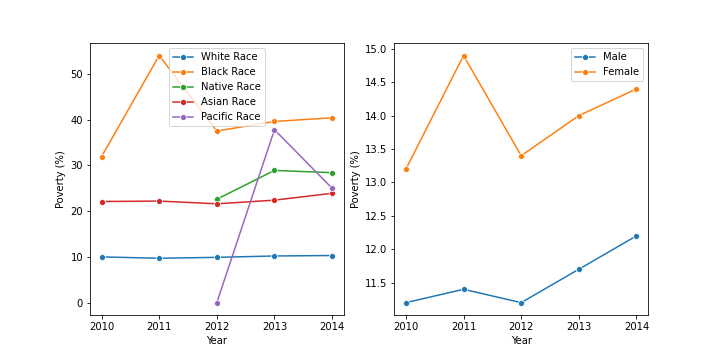 White Race
Black Race
Native Race
Asian Race
Pacific Race
50
40
30
20
10
0
Poverty (%)
2010 2011 2012 2013 2014
Year
Male
Female
15.0
14.5
14.0
13.5
13.0
12.5
12.0
11.5
Poverty (%)
2010 2011 2012 2013 2014
Year